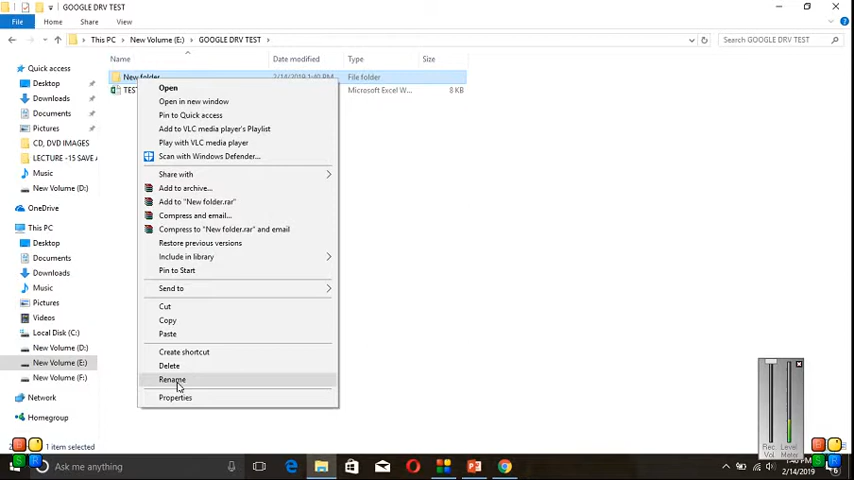 GOOGLE DRV TEST
File
Home
Share
View
This PC
New Volume (E:)
GOOGLE DRV TEST
Search GOOGLE DRV TEST
Name
Date modified
Type
Size
New folder
2/14/2019 1:40 PM
File folder
Microsoft Excel W...
8 KB
Quick access
Desktop
Downloads
Documents
Pictures
CD, DVD IMAGES
LECTURE -15 SAVE A
Music
New Volume (D:)
OneDrive
This PC
Desktop
Documents
Downloads
Music
Pictures
Videos
Local Disk (C:)
New Volume (D:)
New Volume (E:)
New Volume (F:)
Network
Homegroup
Open
Open in new window
Pin to Quick access
Add to VLC media player's Playlist
Play with VLC media player
Scan with Windows Defender...
Share with
Add to archive...
Add to "New folder.rar"
Compress and email...
Compress to "New folder.rar" and email
Restore previous versions
Include in library
Pin to Start
Send to
Cut
Copy
Paste
Create shortcut
Delete
Rename
Properties
1 item selected
Rec Level
Vol Meter
Ask me anything
1:40 PM
2/14/2019